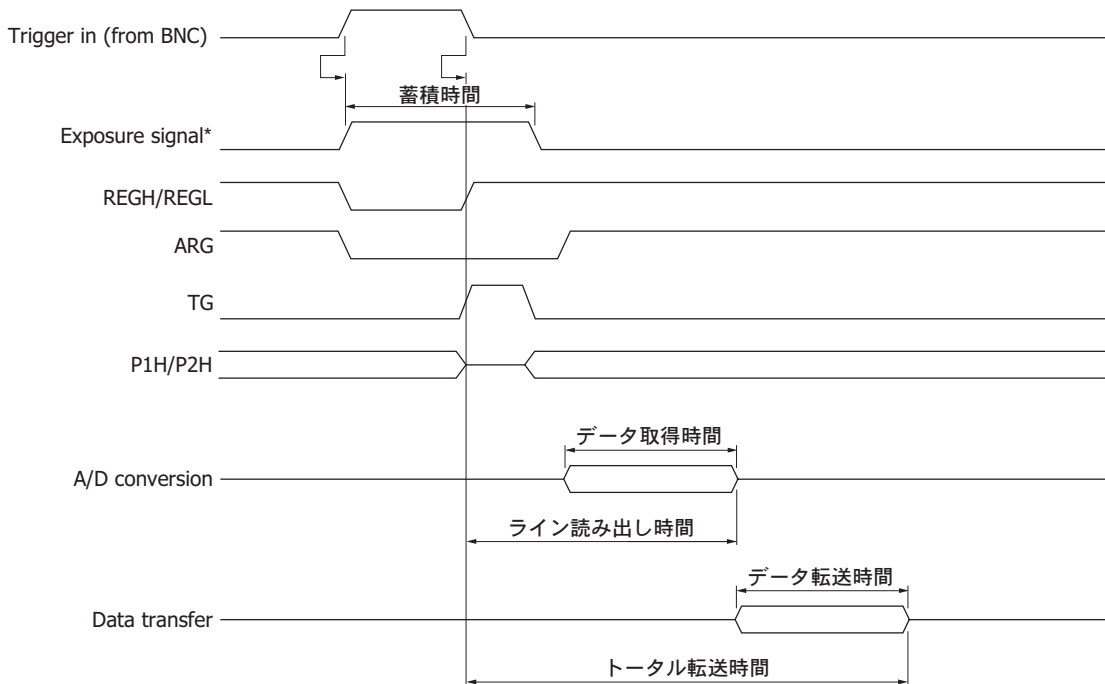 Trigger in (from BNC)
蓄積時間
Exposure signal*
REGH/REGL
ARG
TG
P1H/P2H
データ取得時間
A/D conversion
ライン読み出し時間
データ転送時間
Data transfer
トータル転送時間